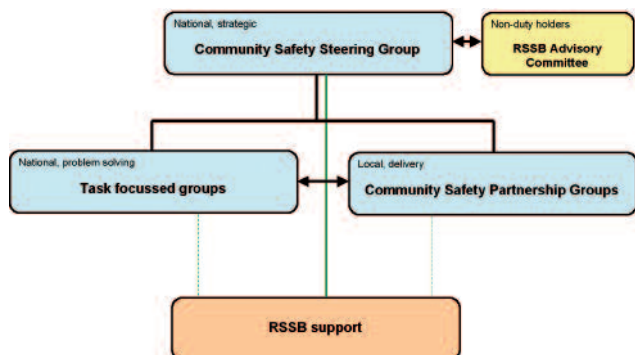 National, strategic
Community Safety Steering Group
Non-duty holders
RSSB Advisory
Committee
National, problem solving
Task focussed groups
Local, delivery
Community Safety Partnership Groups
RSSB support